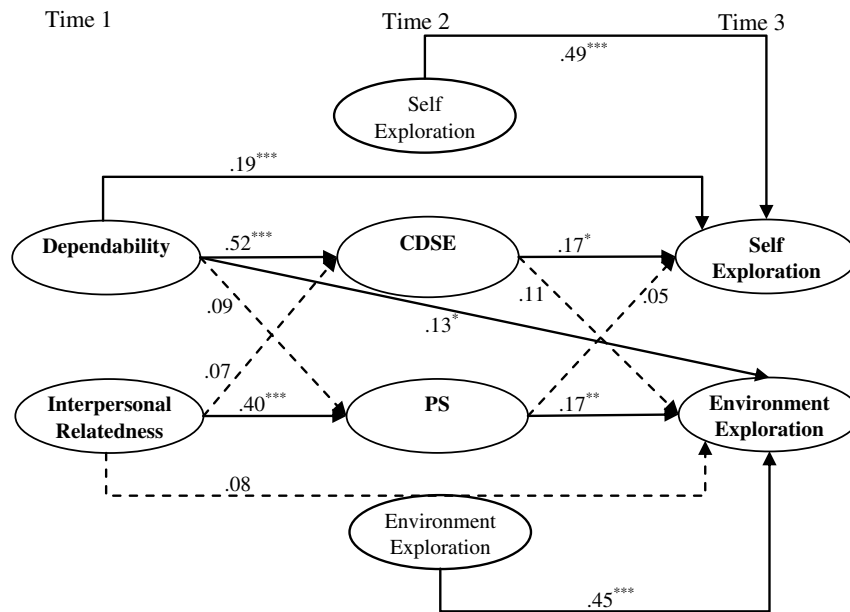 Time 1
Time 2
Time 3
.49***
Self
Exploration
.19***
Dependability
.52***
CDSE
.17*
Self
Exploration
.09
.11
.05
.13*
.07
Interpersonal
Relatedness
.40***
PS
.17**
Environment
Exploration
.08
Environment
Exploration
.45***